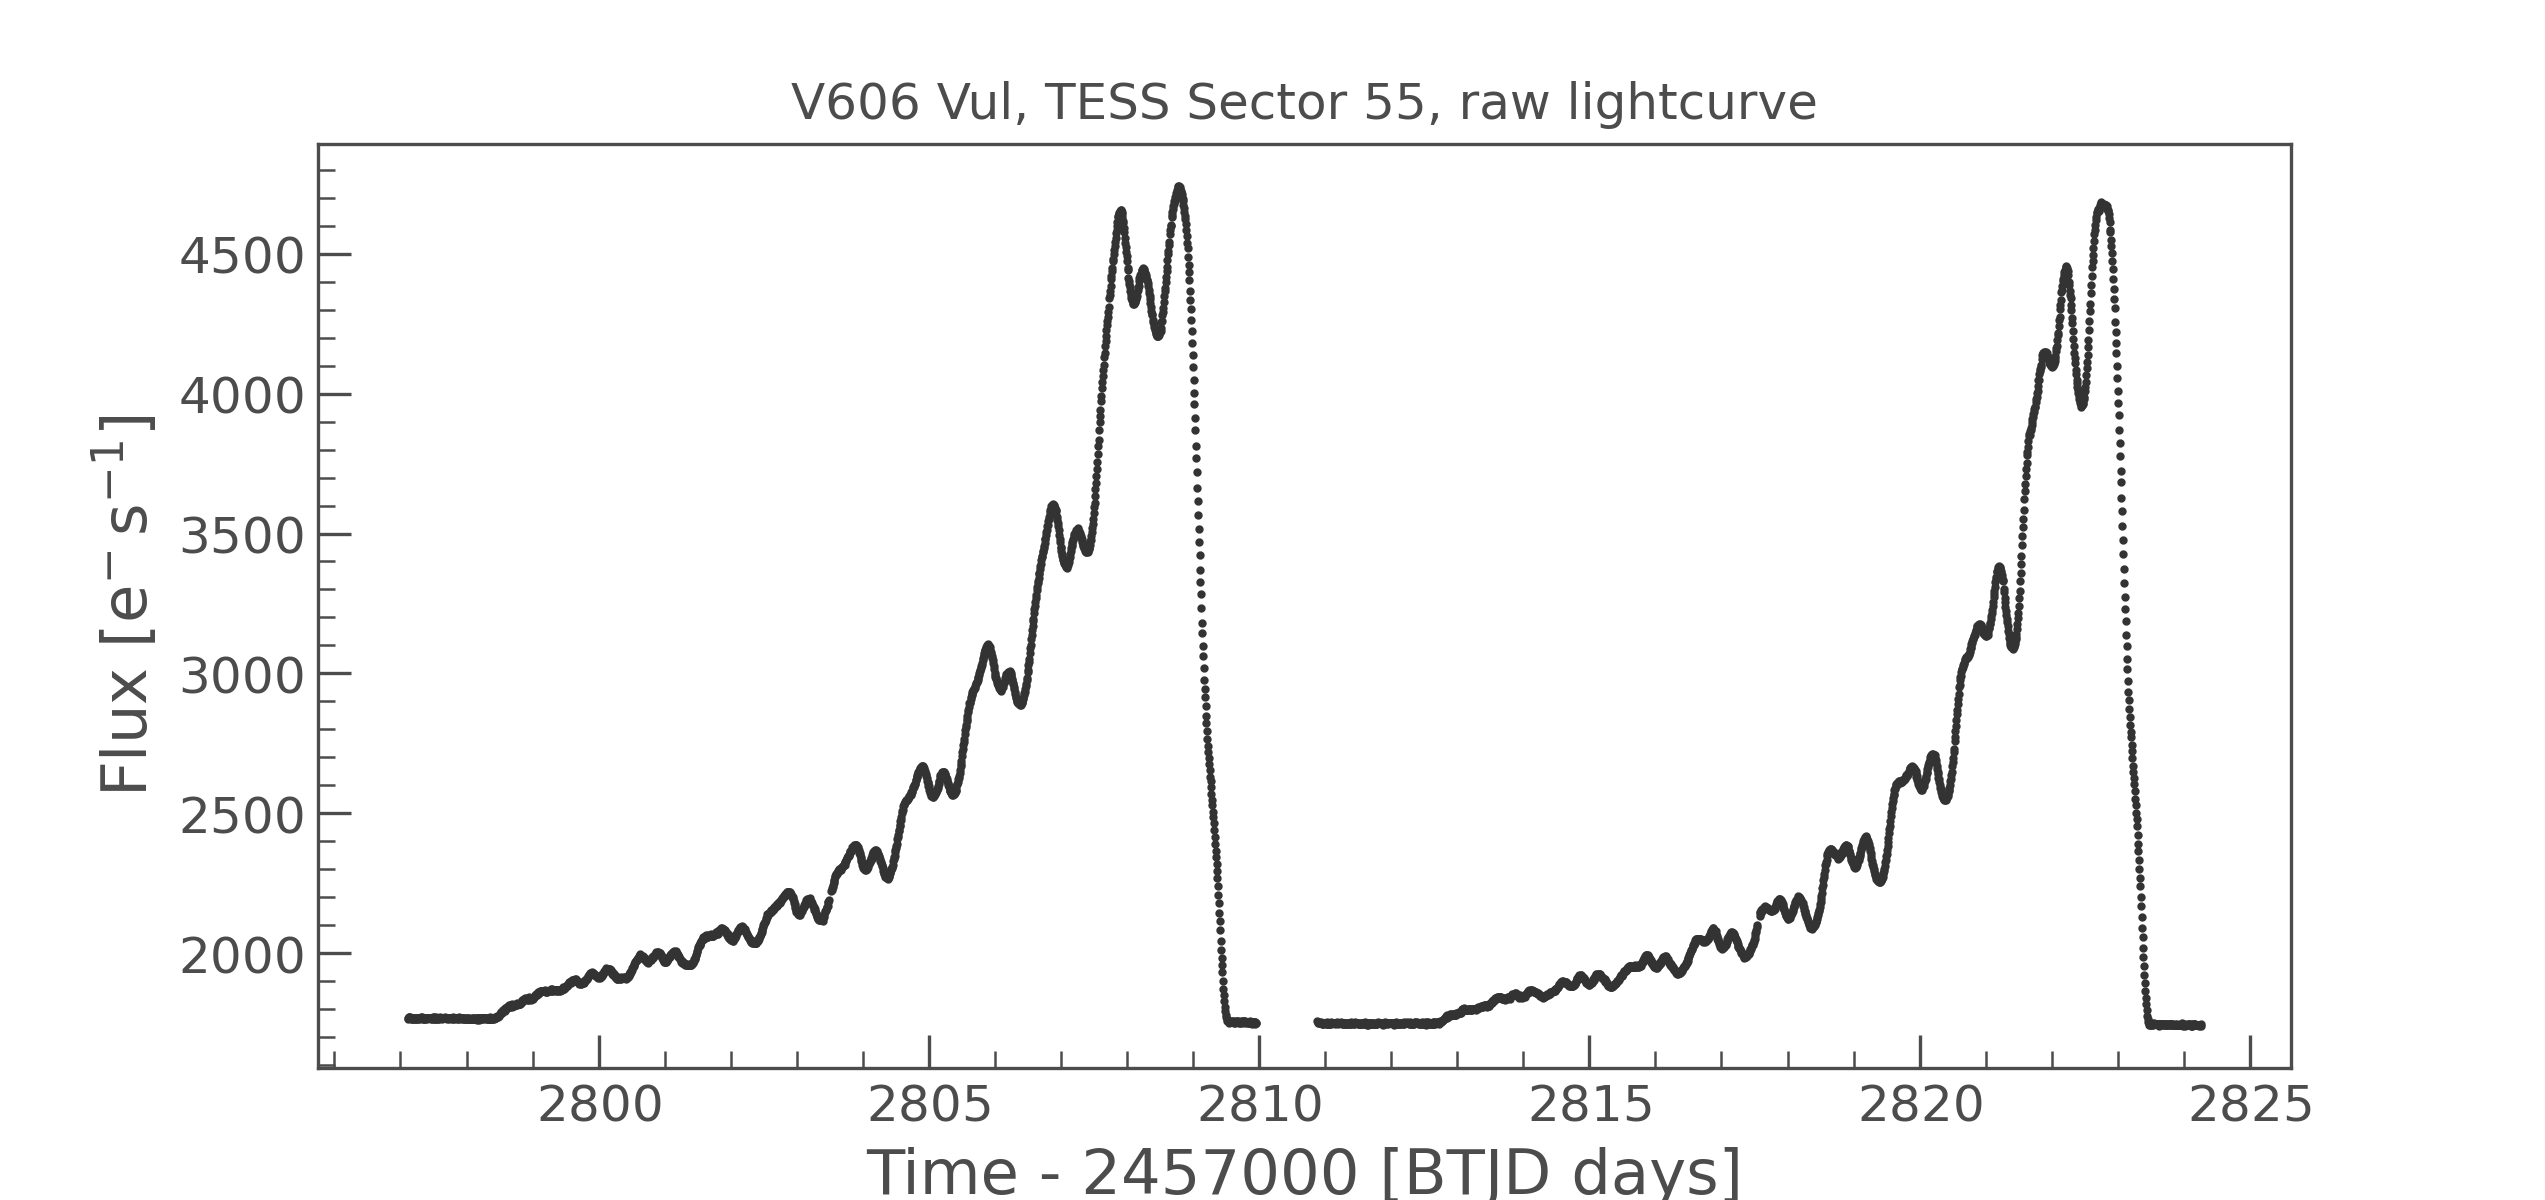 V606 Vul, TESS Sector 55, raw lightcurve
Flux [e⁻ s⁻¹]
4500
4000
3500
3000
2500
2000
2800 2805 2810 2815 2820 2825
Time - 2457000 [BTJD days]